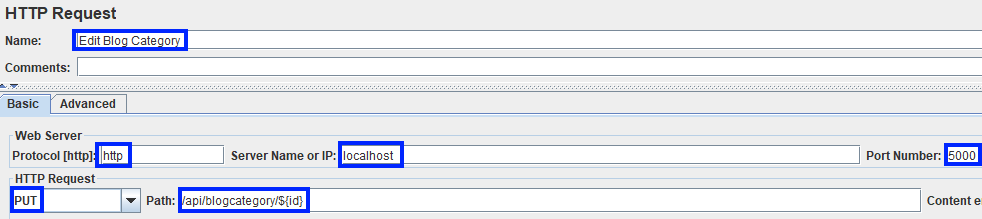 HTTP Request
Name: Edit Blog Category
Comments:
Basic Advanced
Web Server
Protocol [http]: http Server Name or IP: localhost Port Number: 5000
HTTP Request
PUT Path: /api/blogcategory/${id} Content e